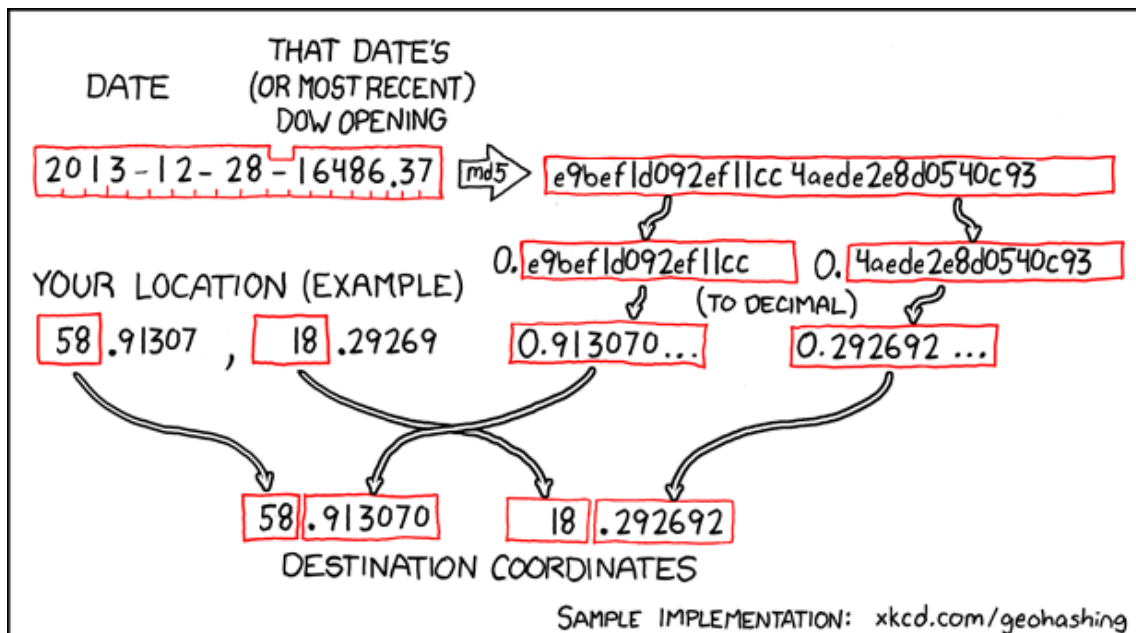 DATE
THAT DATE'S
(OR MOST RECENT)
DOW OPENING
2013-12-28-16486.37
md5
e9bef1d092ef11cc4aede2e8d0540c93
0.e9bef1d092ef11cc
0.4aede2e8d0540c93
YOUR LOCATION (EXAMPLE)
(TO DECIMAL)
58.91307, 18.29269
0.913070...
0.292692...
58.913070
18.292692
DESTINATION COORDINATES
SAMPLE IMPLEMENTATION: xkcd.com/geohashing